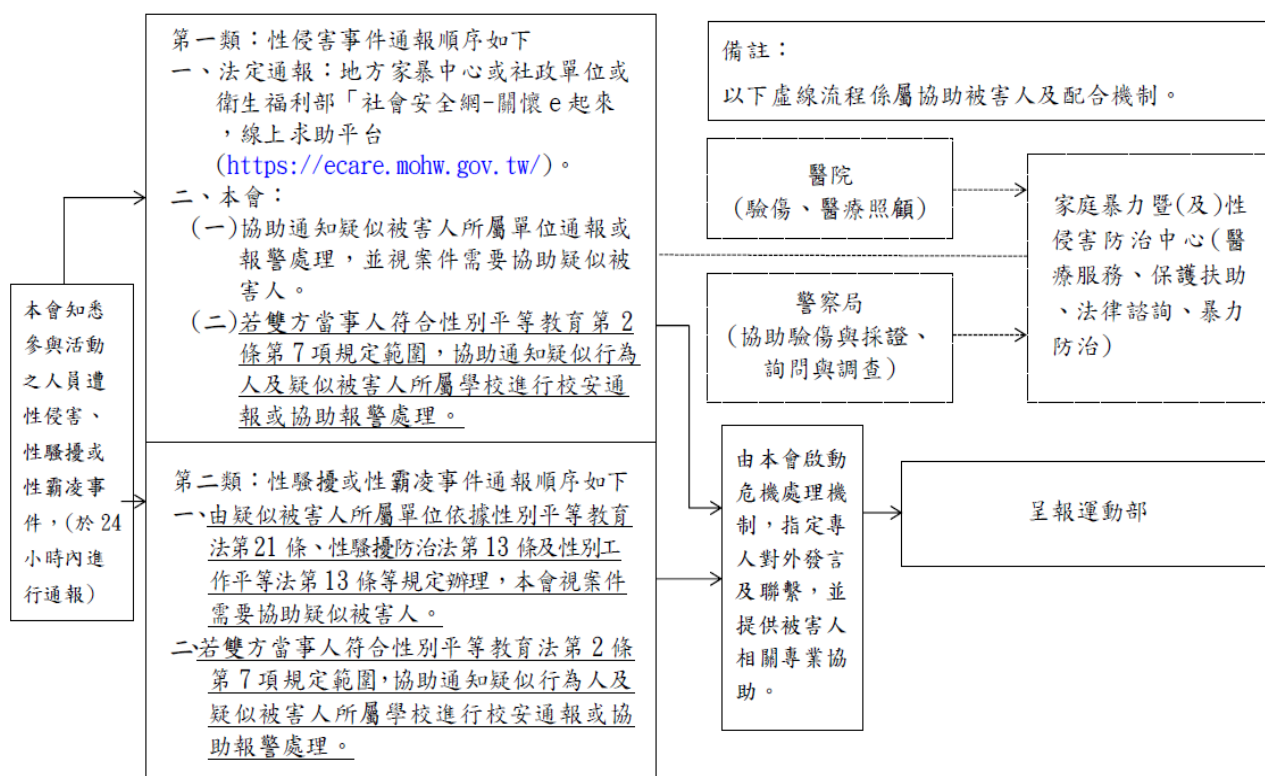 本會知悉
參與活動
之人員遭
性侵害、
性騷擾或
性霸凌事
件，(於24
小時內進
行通報)
第一類：性侵害事件通報順序如下
一、法定通報：地方家暴中心或社政單位或
衛生福利部「社會安全網-關懷e起來
，線上求助平台
(https://ecare.mohw.gov.tw/)。
二、本會：
(一)協助通知疑似被害人所屬單位通報或
報警處理，並視案件需要協助疑似被
害人。
(二)若雙方當事人符合性別平等教育第2
條第7項規定範圍，協助通知疑似行為
人及疑似被害人所屬學校進行校安通
報或協助報警處理。
第二類：性騷擾或性霸凌事件通報順序如下
一、由疑似被害人所屬單位依據性別平等教育
法第21條、性騷擾防治法第13條及性別工
作平等法第13條等規定辦理，本會視案件
需要協助疑似被害人。
二、若雙方當事人符合性別平等教育法第2條
第7項規定範圍，協助通知疑似行為人及
疑似被害人所屬學校進行校安通報或協
助報警處理。
備註：
以下虛線流程係屬協助被害人及配合機制。
醫院
(驗傷、醫療照顧)
警察局
(協助驗傷與採證、
詢問與調查)
家庭暴力暨(及)性
侵害防治中心(醫
療服務、保護扶助
、法律諮詢、暴力
防治)
由本會啟動
危機處理機
制，指定專
人對外發言
及聯繫，並
提供被害人
相關專業協
助。
呈報運動部